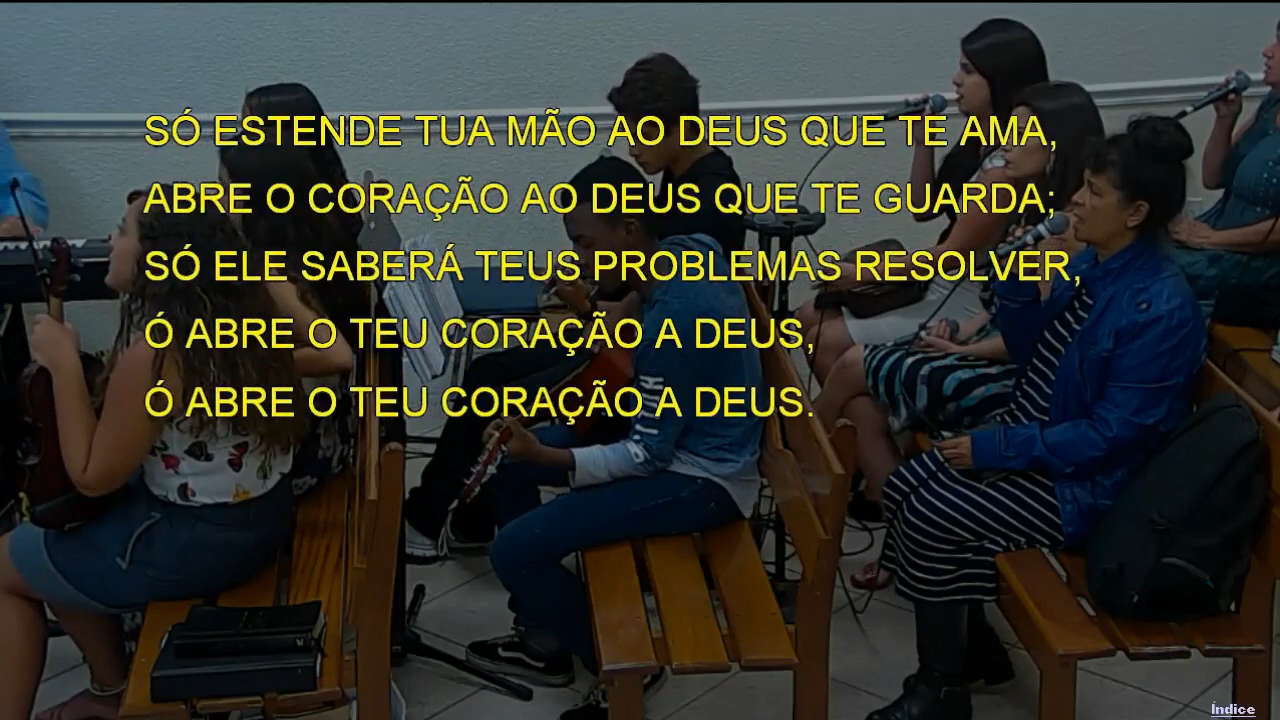 SÓ ESTENDE TUA MÃO AO DEUS QUE TE AMA,
ABRE O CORAÇÃO AO DEUS QUE TE GUARDA;
SÓ ELE SABERÁ TEUS PROBLEMAS RESOLVER,
Ó ABRE O TEU CORAÇÃO A DEUS,
Ó ABRE O TEU CORAÇÃO A DEUS.
Índice